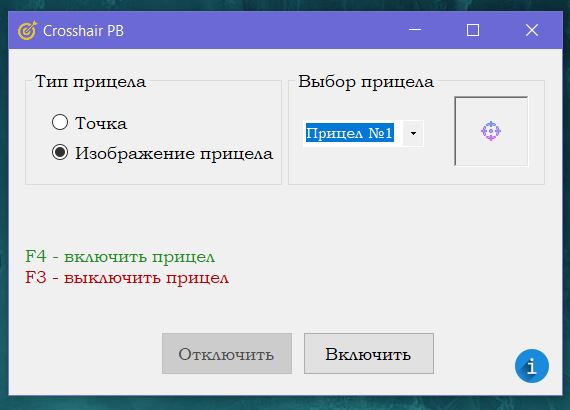 Crosshair PB
Тип прицела
Точка
Изображение прицела
Выбор прицела
Прицел №1
F4 - включить прицел
F3 - выключить прицел
Отключить
Включить
i